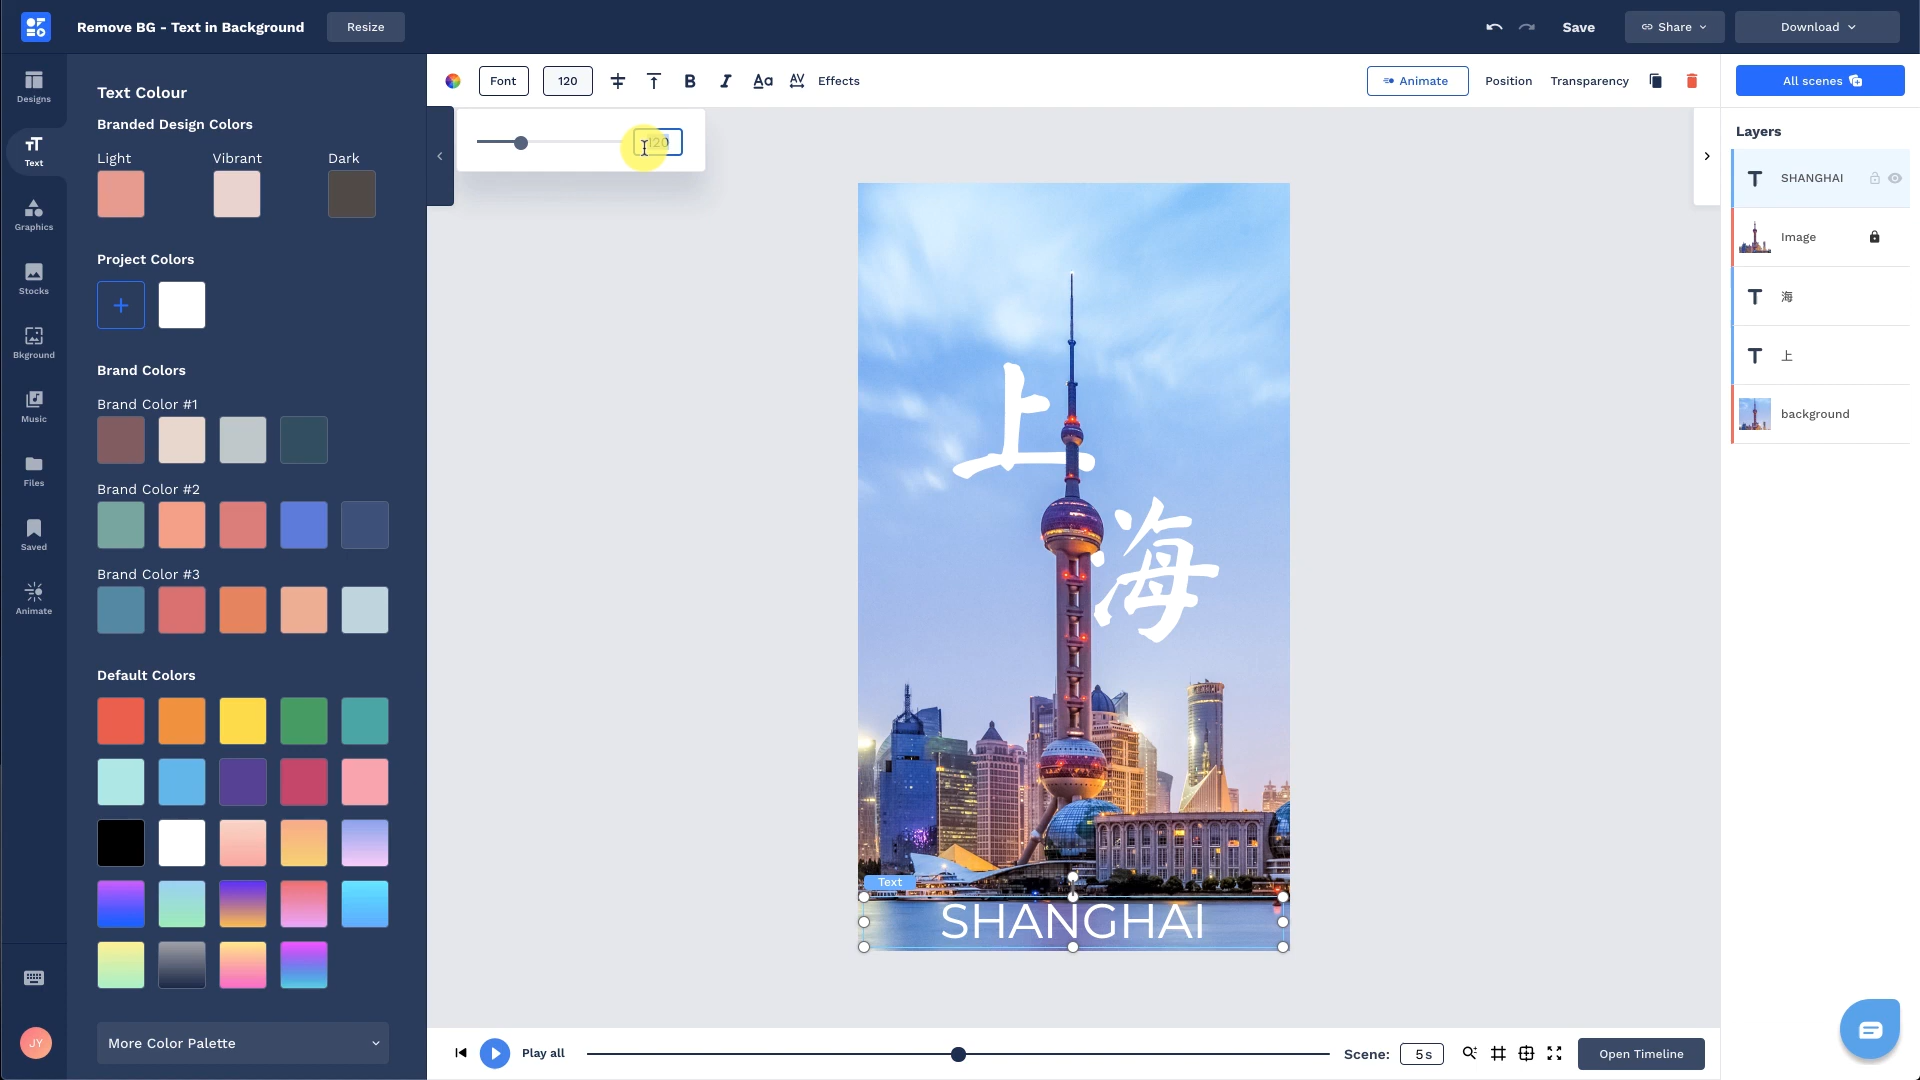 Remove BG - Text in Background
Resize
Save
Share
Download
Designs
Text
Graphics
Stocks
Bkground
Music
Files
Saved
Animate
JY
Text Colour
Branded Design Colors
Light
Vibrant
Dark
Project Colors
Brand Colors
Brand Color #1
Brand Color #2
Brand Color #3
Default Colors
More Color Palette
Font
120
B
I
Aa
AV
Effects
Animate
Position
Transparency
120
上
海
Text
SHANGHAI
Play all
Scene:
5s
Open Timeline
All scenes
Layers
T SHANGHAI
Image
T 海
T 上
background